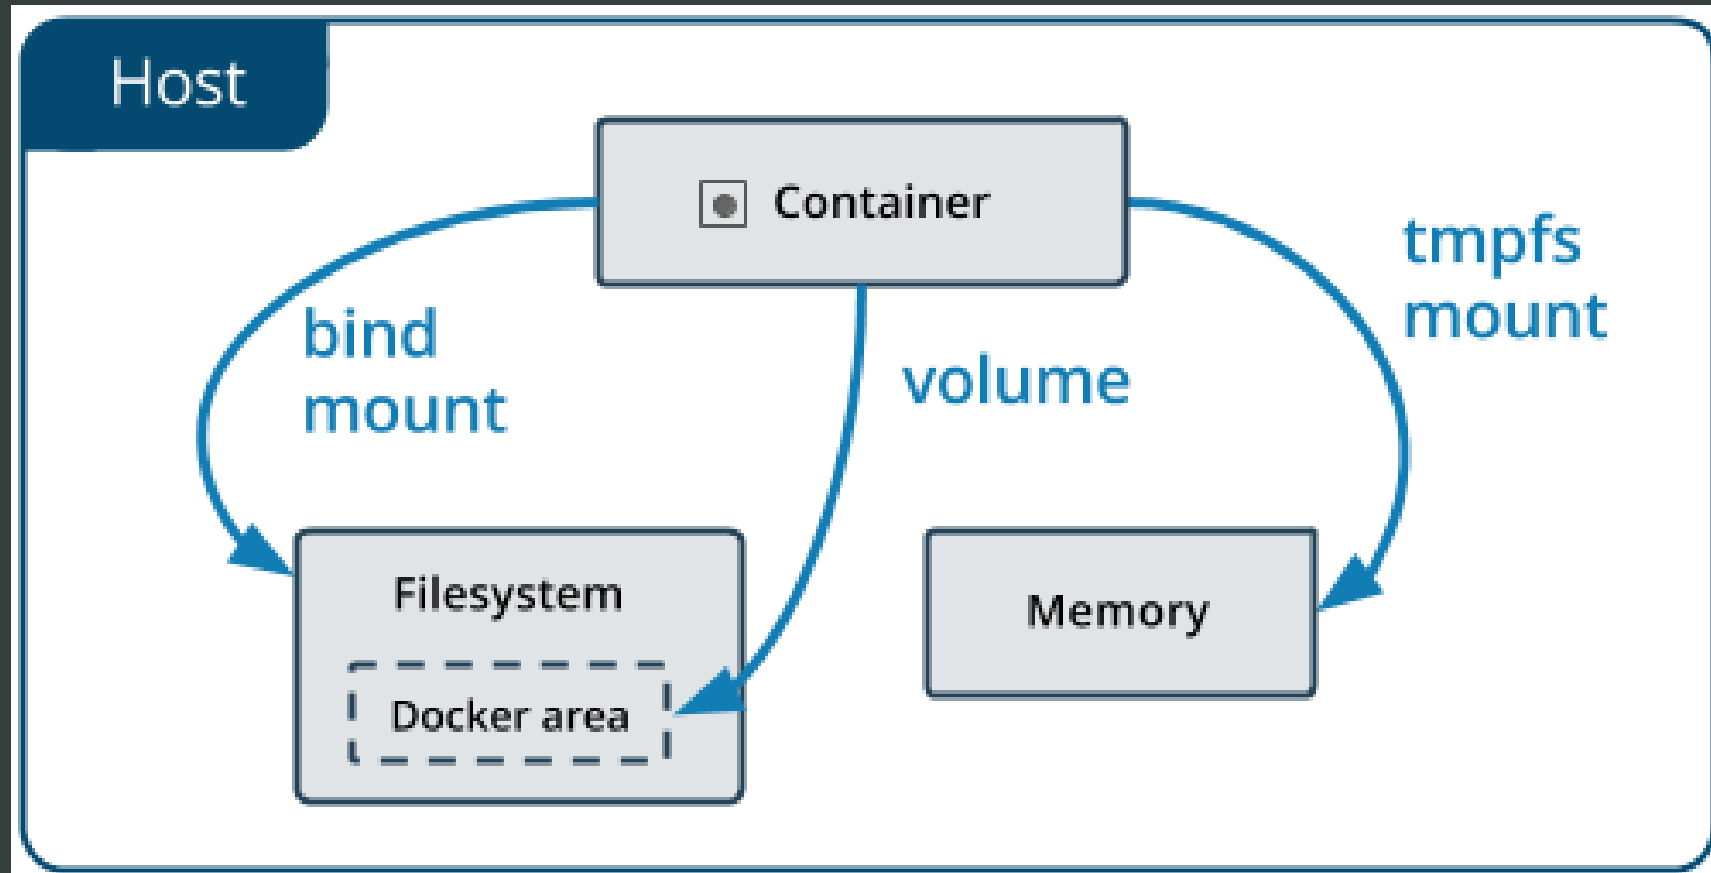 Host
Container
bind
mount
volume
tmpfs
mount
Filesystem
Docker area
Memory